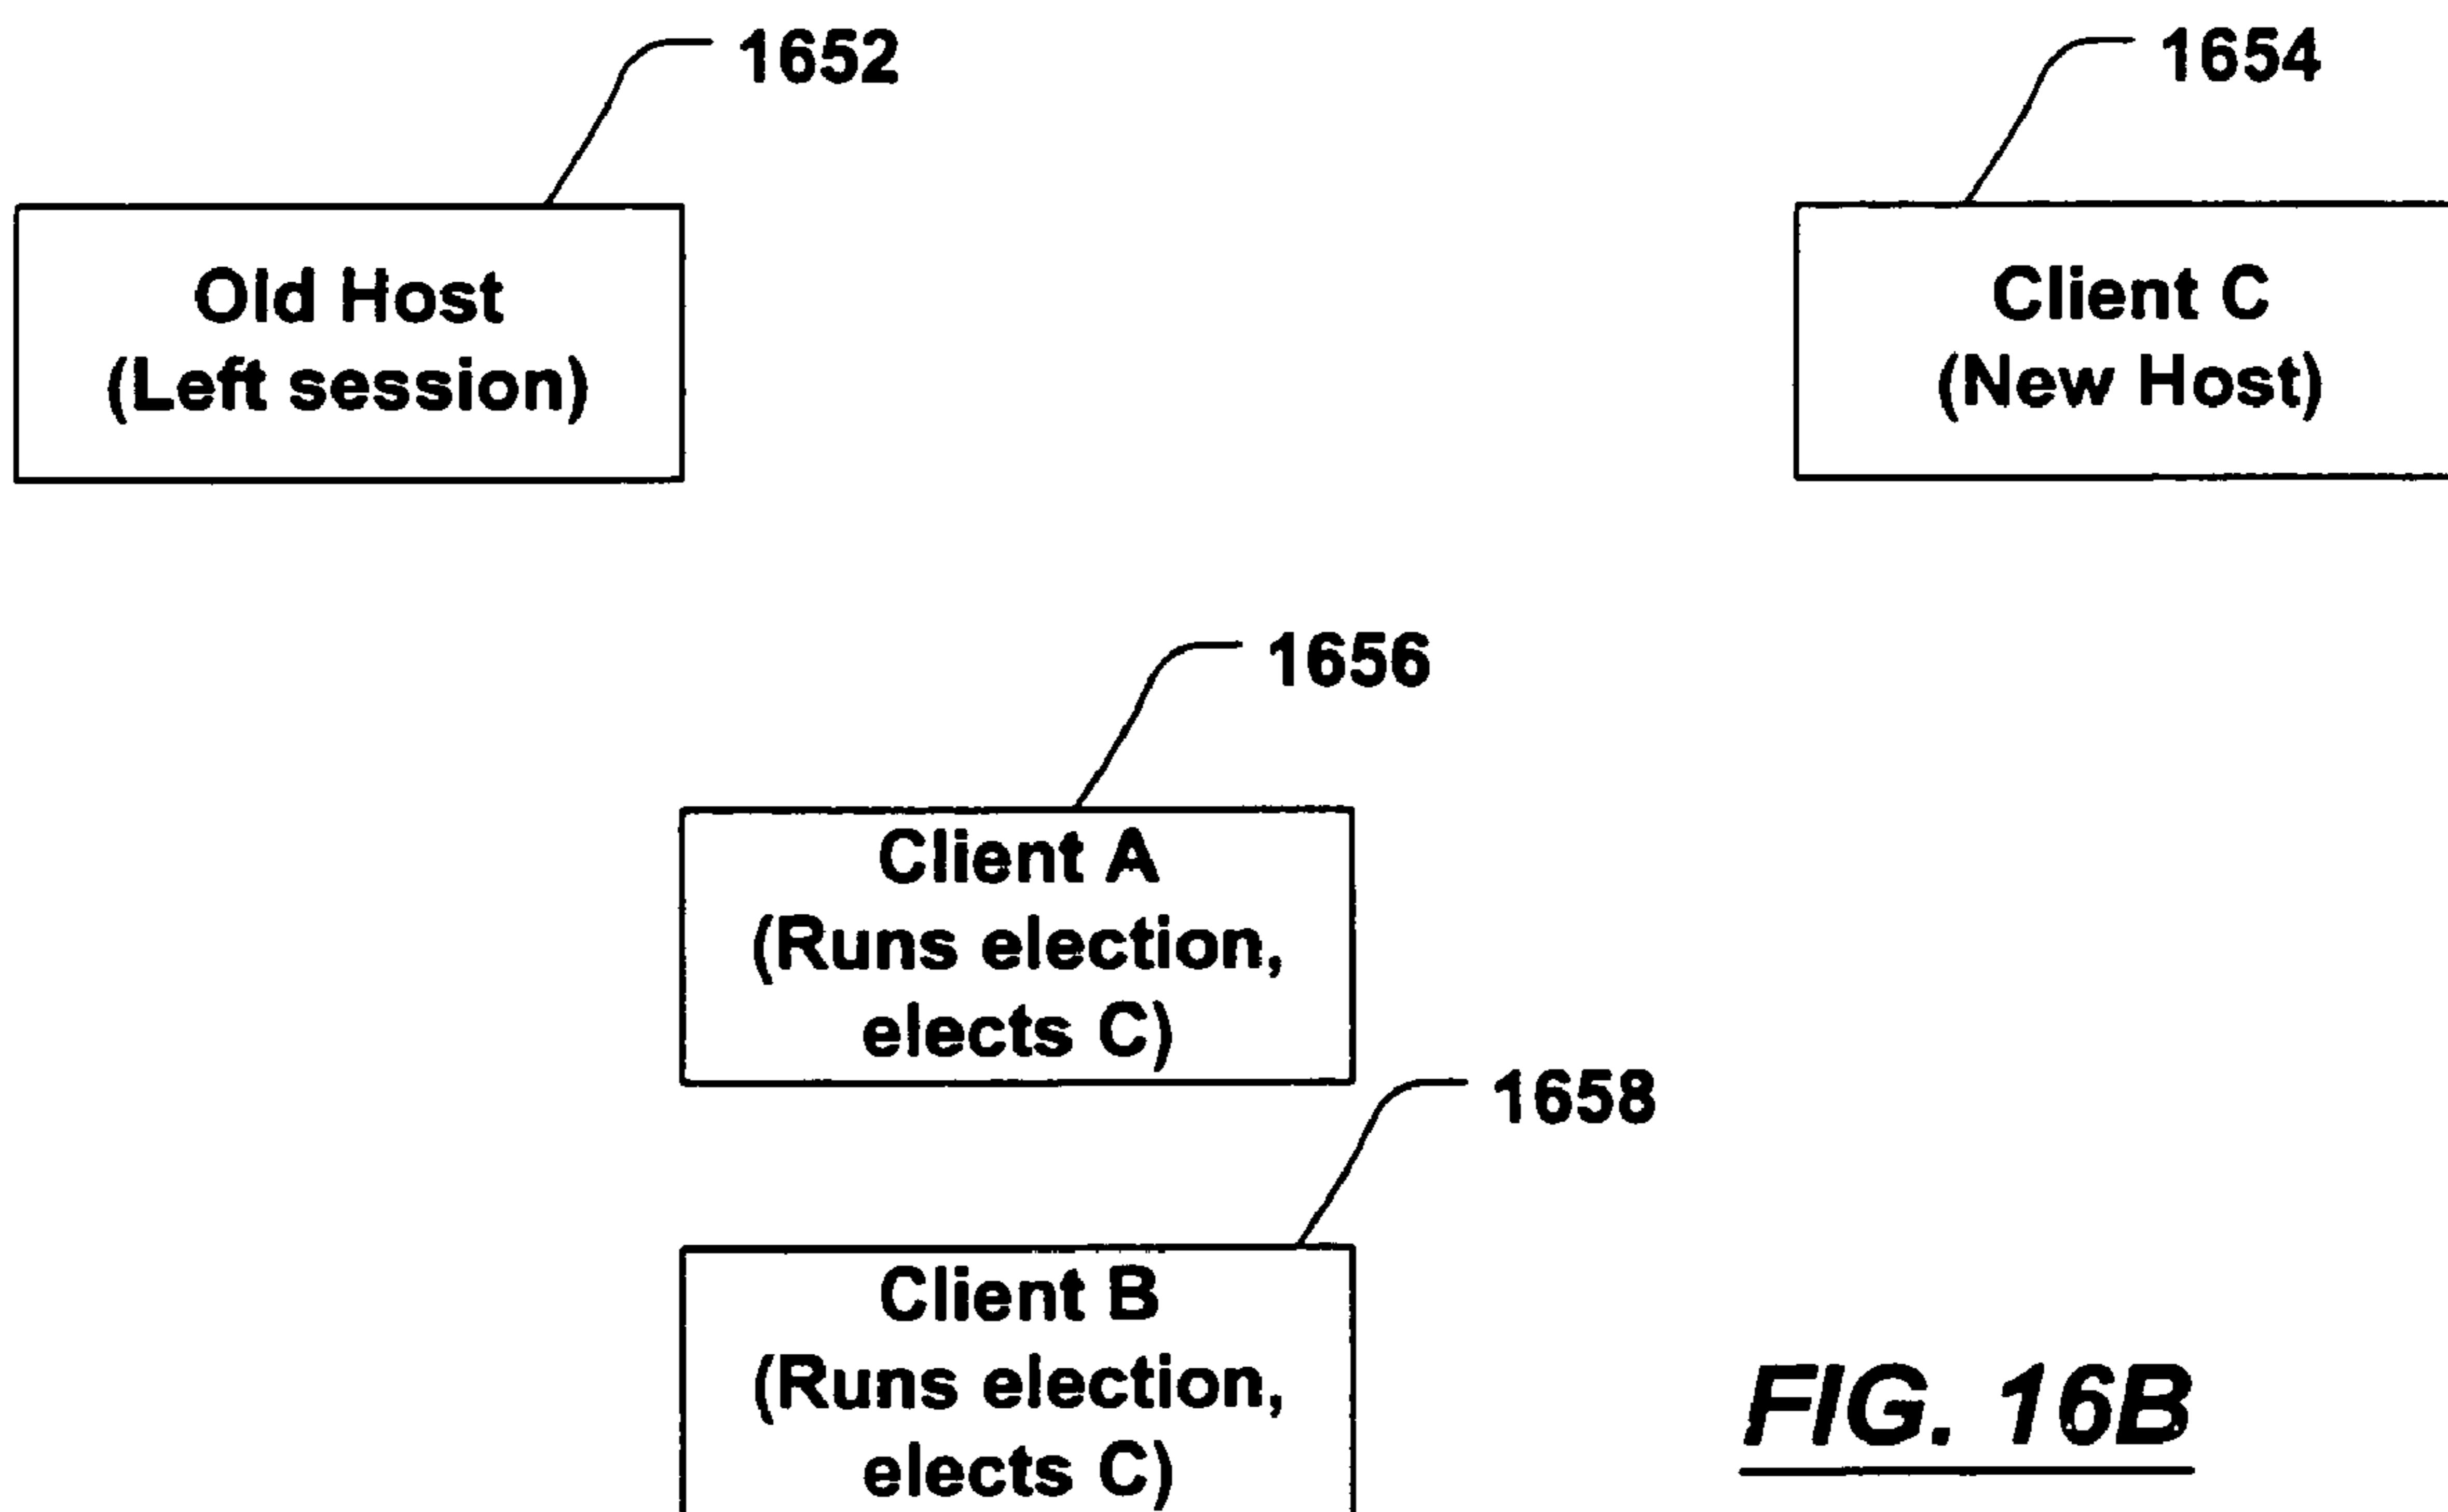 1652
1654
Old Host
(Left session)
Client C
(New Host)
1656
Client A
(Runs election,
elects C)
1658
Client B
(Runs election,
elects C)
FIG. 16B